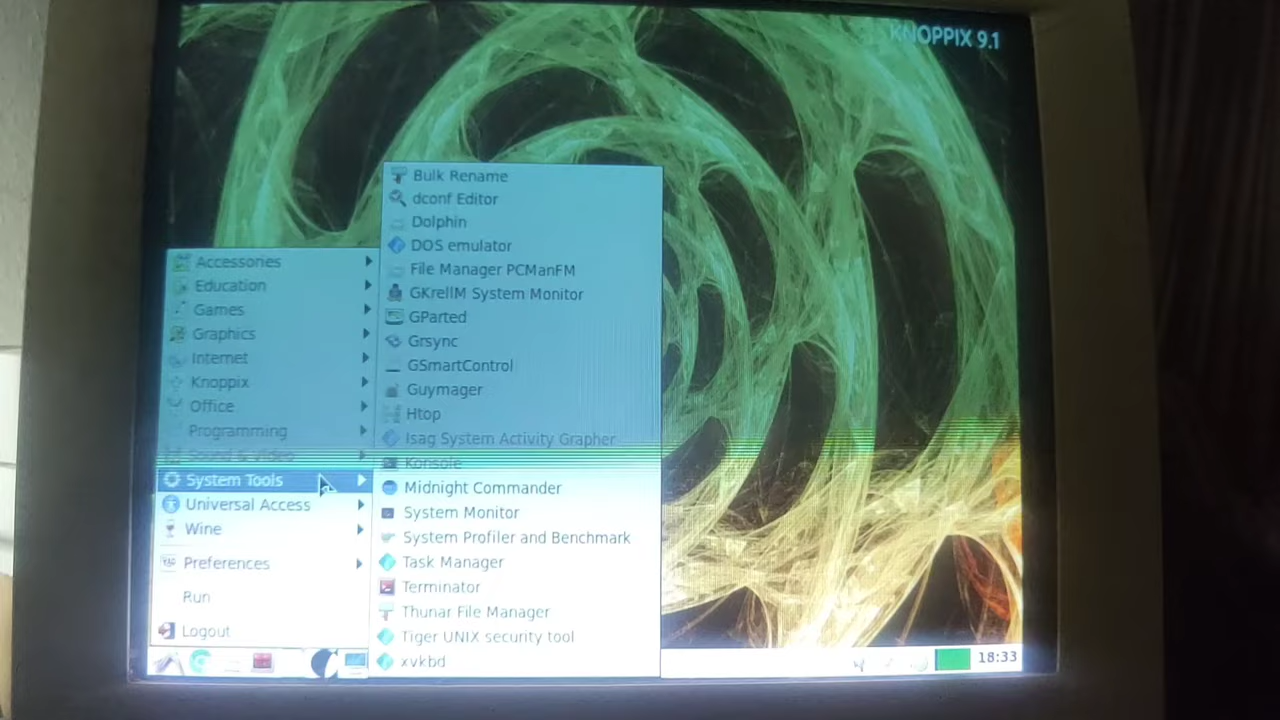 KNOPPIX 9.1
Bulk Rename
dconf Editor
Dolphin
DOS emulator
File Manager PCManFM
GKrellM System Monitor
GParted
Grsync
GSmartControl
Guymager
Htop
Isag System Activity Grapher
Konsole
Midnight Commander
System Monitor
System Profiler and Benchmark
Task Manager
Terminator
Thunar File Manager
Tiger UNIX security tool
xvkbd
Accessories
Education
Games
Graphics
Internet
Knoppix
Office
Programming
Sound & Video
System Tools
Universal Access
Wine
Preferences
Run
Logout
18:33